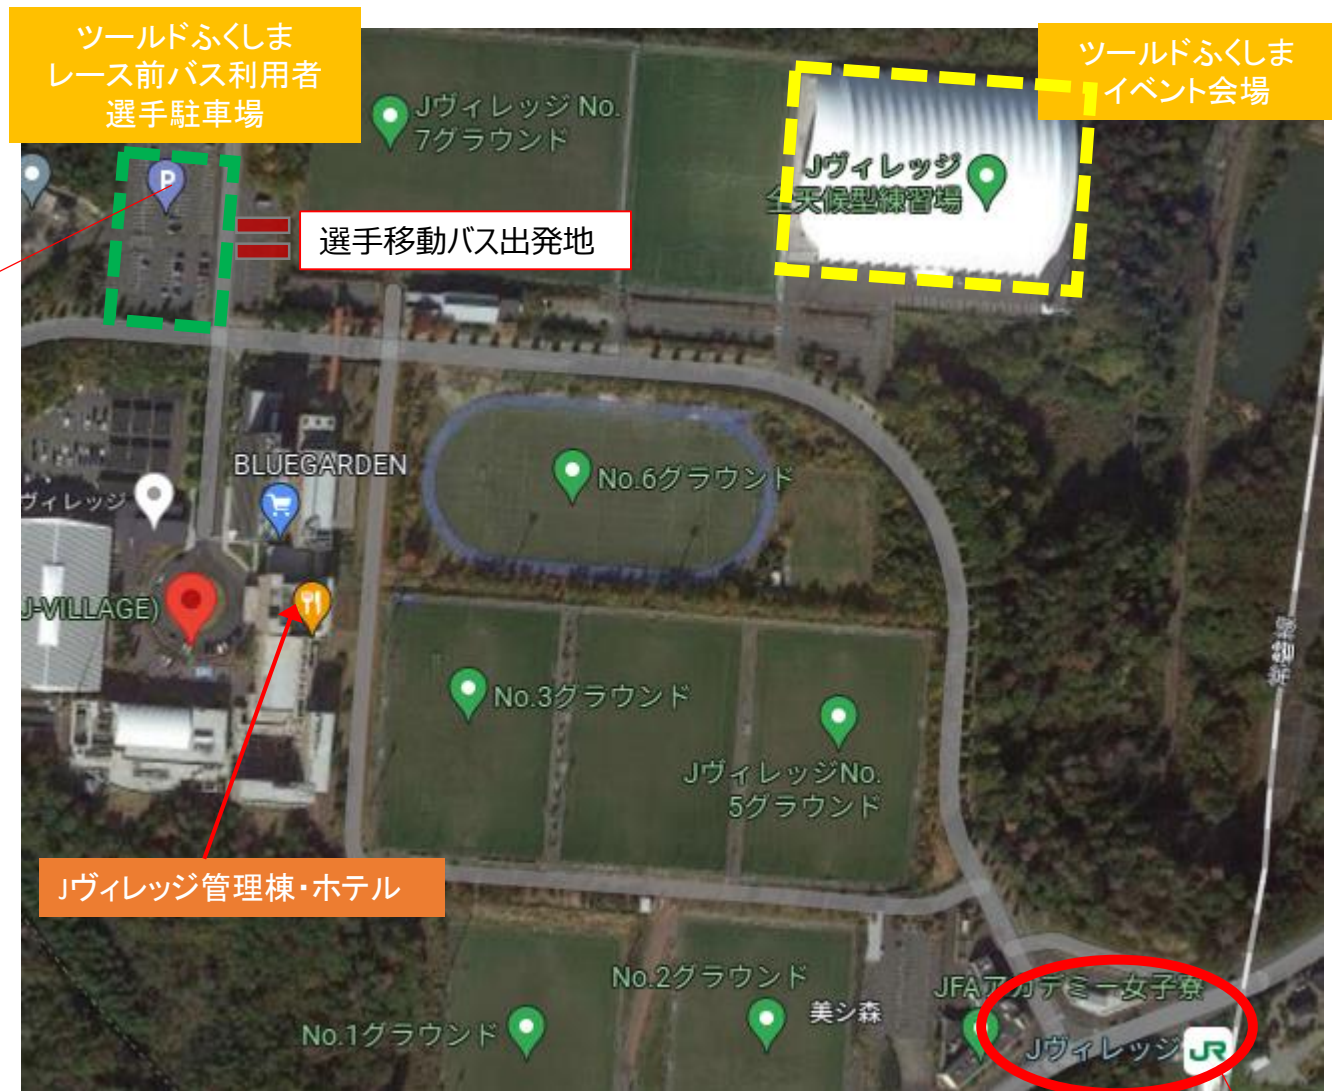 ツールドふくしま
レース前バス利用者
選手駐車場
ツールドふくしま
イベント会場
Jヴィレッジ No.
7グラウンド
Jヴィレッジ
全天候型練習場
P
選手移動バス出発地
BLUEGARDEN
No.6グラウンド
ヴィレッジ
J-VILLAGE)
常磐線
No.3グラウンド
JヴィレッジNo.
5グラウンド
Jヴィレッジ管理棟・ホテル
No.2グラウンド
美シ森
JFAアカデミー女子寮
No.1グラウンド
Jヴィレッジ
JR